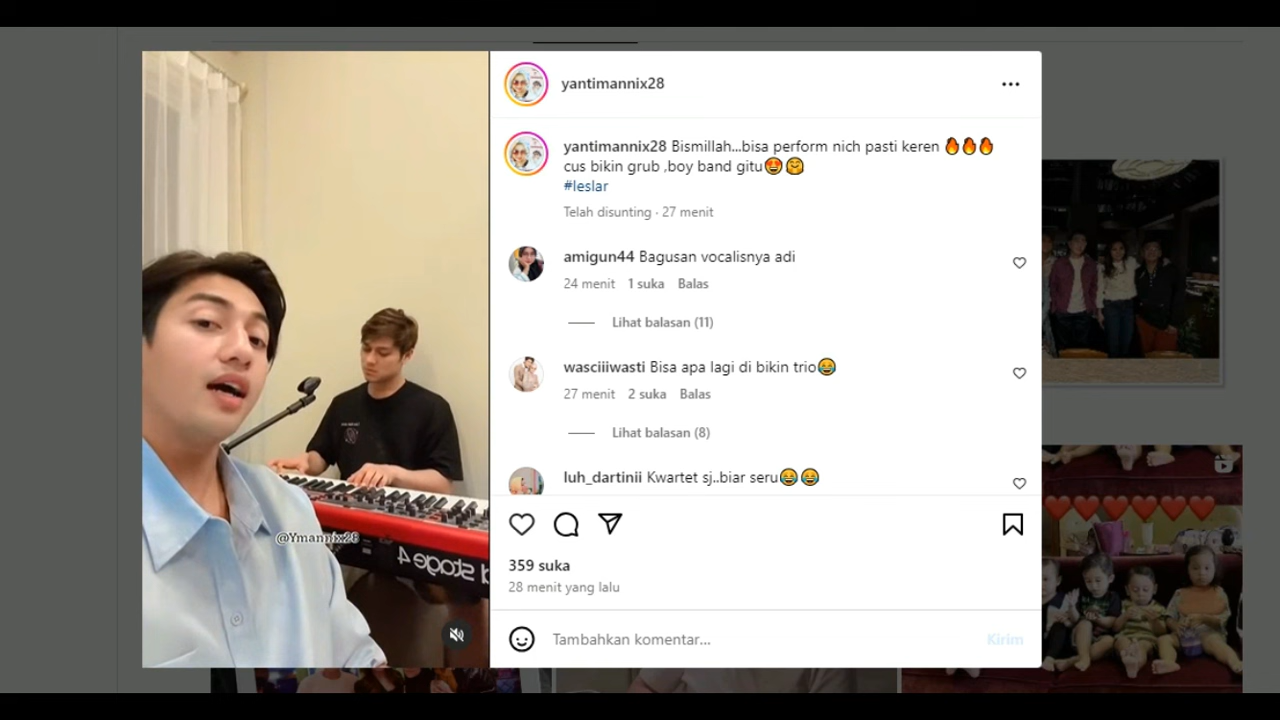 yantimannix28
yantimannix28 Bismillah...bisa perform nich pasti keren 🔥🔥🔥
cus bikin grub ,boy band gitu🤩🤗
#leslar
Telah disunting · 27 menit
amigun44 Bagusan vocalisnya adi
24 menit 1 suka Balas
Lihat balasan (11)
wasciiiwasti Bisa apa lagi di bikin trio😂
27 menit 2 suka Balas
Lihat balasan (8)
luh_dartinii Kwartet sj..biar seru😂😂
359 suka
28 menit yang lalu
Tambahkan komentar...
Kirim
@Ymannix28
d stage 4